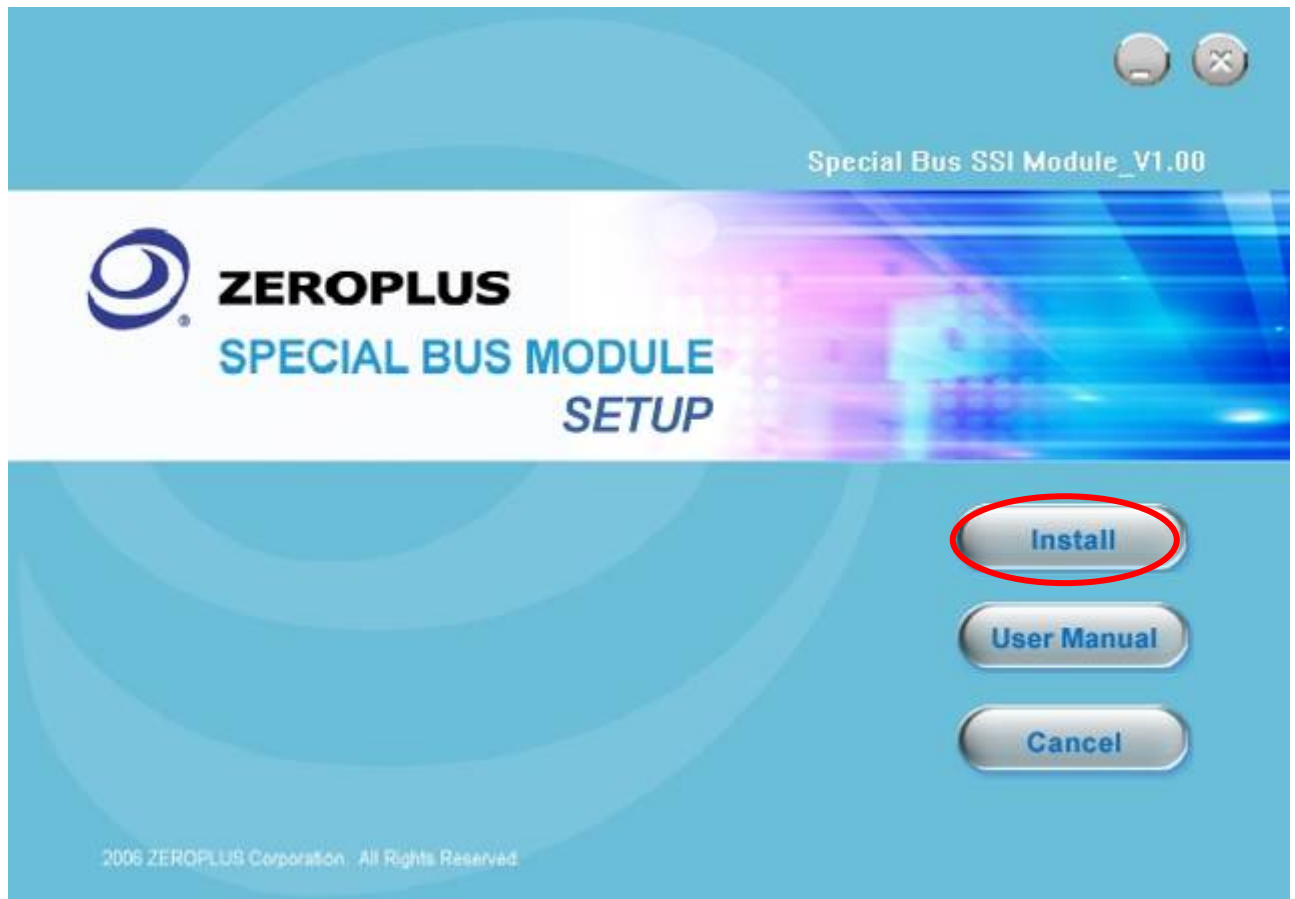 Special Bus SSI Module_V1.00
ZEROPLUS
®
SPECIAL BUS MODULE
SETUP
Install
User Manual
Cancel
2006 ZEROPLUS Corporation. All Rights Reserved.